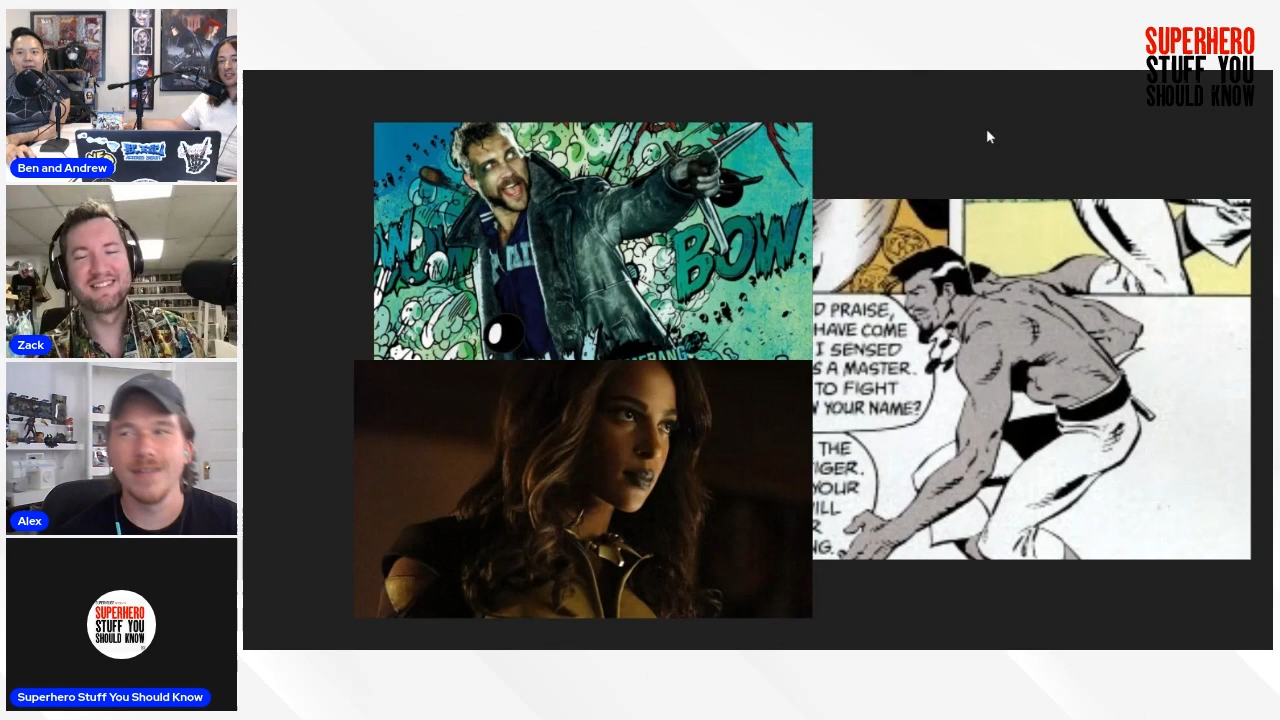 Ben and Andrew
Zack
Alex
SUPERHERO
STUFF YOU
SHOULD KNOW
Superhero Stuff You Should Know
SUPERHERO
STUFF YOU
SHOULD KNOW
BOW
D PRAISE,
HAVE COME
I SENSED
S A MASTER.
TO FIGHT
YOUR NAME?
THE
IGER.
YOUR
ILL
R
NG.